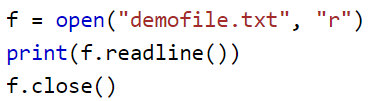 f = open("demofile.txt", "r")
print(f.readline())
f.close()